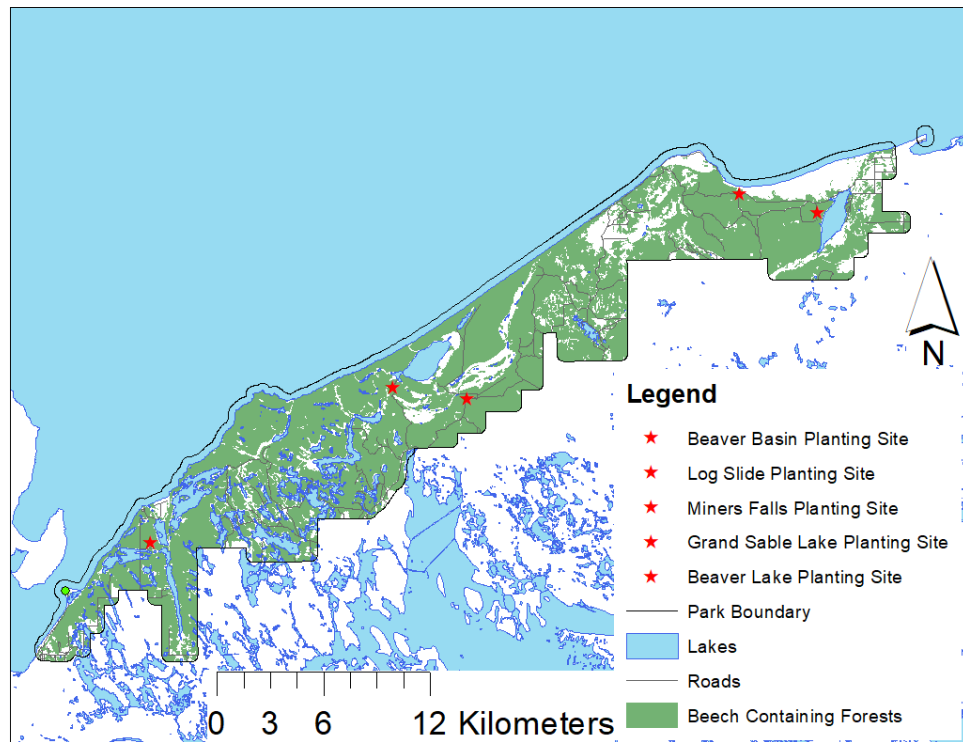 N
Legend
Beaver Basin Planting Site
Log Slide Planting Site
Miners Falls Planting Site
Grand Sable Lake Planting Site
Beaver Lake Planting Site
Park Boundary
Lakes
Roads
Beech Containing Forests
0 3 6 12 Kilometers